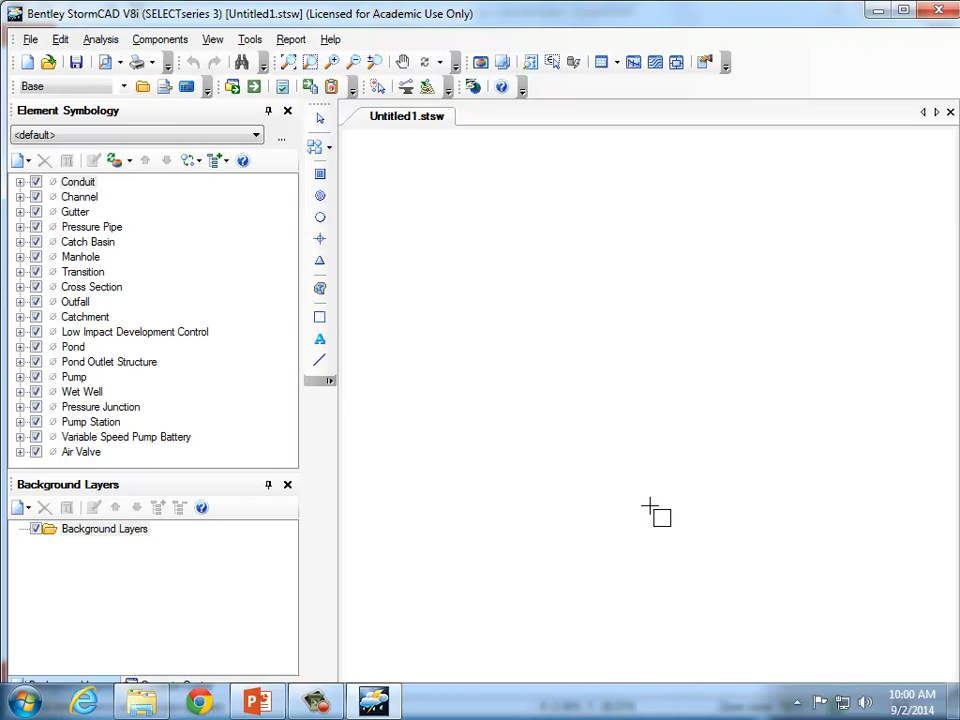 Bentley StormCAD V8i (SELECTseries 3) [Untitled1.stsw] (Licensed for Academic Use Only)
File Edit Analysis Components View Tools Report Help
Base
Element Symbology
Untitled1.stsw
<default>
...
Conduit
Channel
Gutter
Pressure Pipe
Catch Basin
Manhole
Transition
Cross Section
Outfall
Catchment
Low Impact Development Control
Pond
Pond Outlet Structure
Pump
Wet Well
Pressure Junction
Pump Station
Variable Speed Pump Battery
Air Valve
Background Layers
Background Layers
10:00 AM
9/2/2014